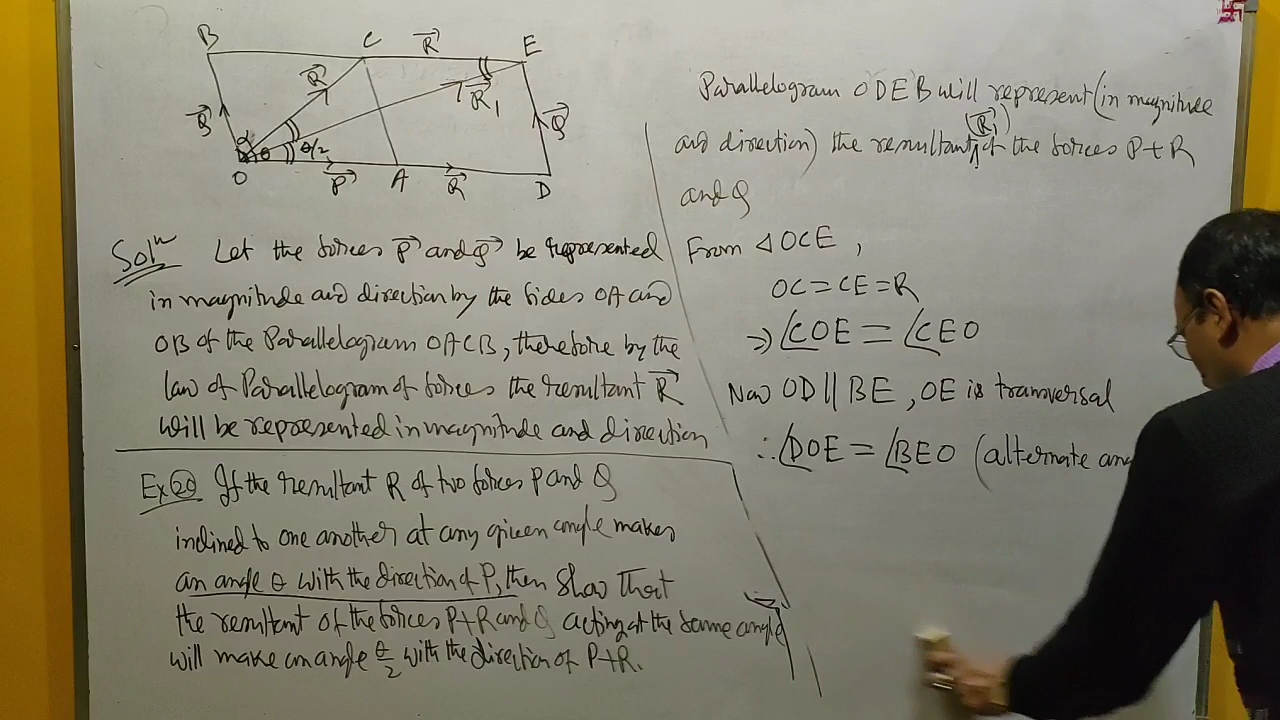 B C R E
R R1
Q Q
α θ θ/2
O P A R D
Solⁿ Let the forces P and Q be represented
in magnitude and direction by the sides OA and
OB of the Parallelogram OACB, therefore by the
law of Parallelogram of forces the resultant R
will be represented in magnitude and direction
Ex 20 If the resultant R of two forces P and Q
inclined to one another at any given angle makes
an angle θ with the direction of P, then show that
the resultant of the forces P+R and Q acting at the same angle
will make an angle θ/2 with the direction of P+R.
Parallelogram ODEB will represent (in magnitude
and direction) the resultant (R1) of the forces P+R
and Q
From △OCE,
OC=CE=R
⇒ ∠COE = ∠CEO
Now OD || BE, OE is transversal
∴ ∠DOE = ∠BEO (alternate